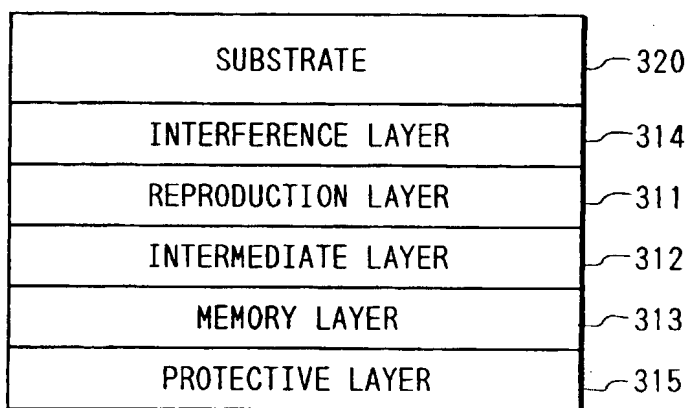 SUBSTRATE 320
INTERFERENCE LAYER 314
REPRODUCTION LAYER 311
INTERMEDIATE LAYER 312
MEMORY LAYER 313
PROTECTIVE LAYER 315